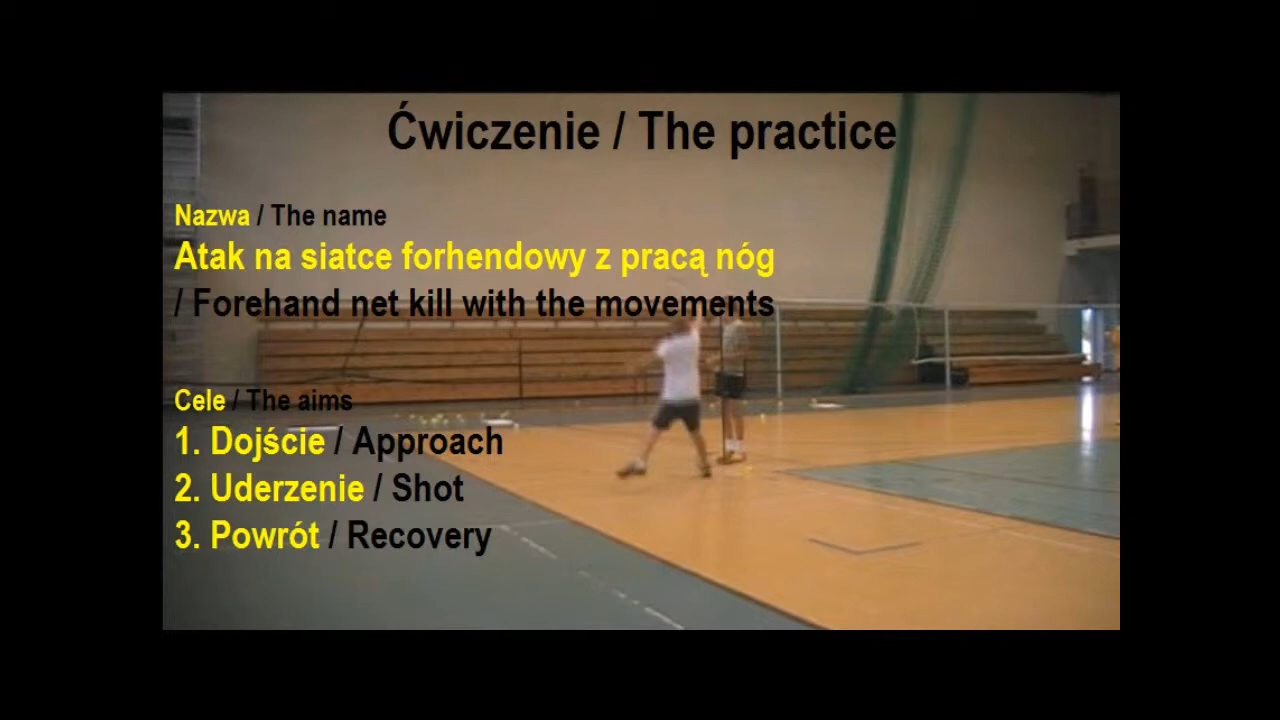 Ćwiczenie / The practice
Nazwa / The name
Atak na siatce forhendowy z pracą nóg
/ Forehand net kill with the movements
Cele / The aims
1. Dojście / Approach
2. Uderzenie / Shot
3. Powrót / Recovery